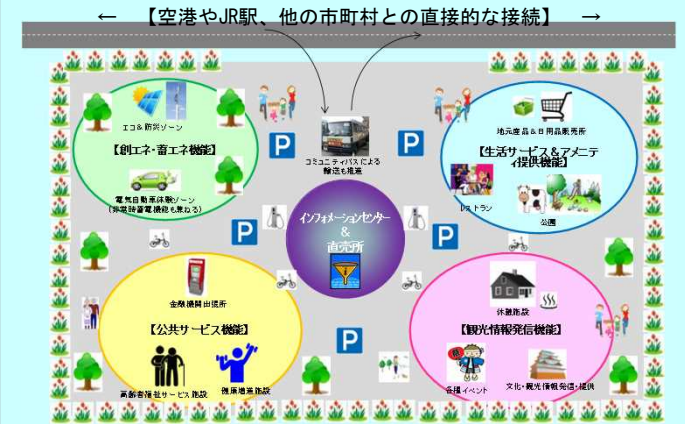 ← 【空港やJR駅、他の市町村との直接的な接続】 →
エコ&防災ゾーン
【創エネ・蓄エネ機能】
電気自動車体験ゾーン
(非常時蓄電機能も兼ねる)
P
コミュニティバスによる
輸送も推進
P
地元産品&日用品販売所
【生活サービス&アメニテ
ィ提供機能】
レストラン
公園
P
インフォメーションセンター
&
直売所
P
金融機関出張所
【公共サービス機能】
高齢者福祉サービス施設
健康増進施設
P
休憩施設
【観光情報発信機能】
各種イベント
文化・観光情報発信・提供